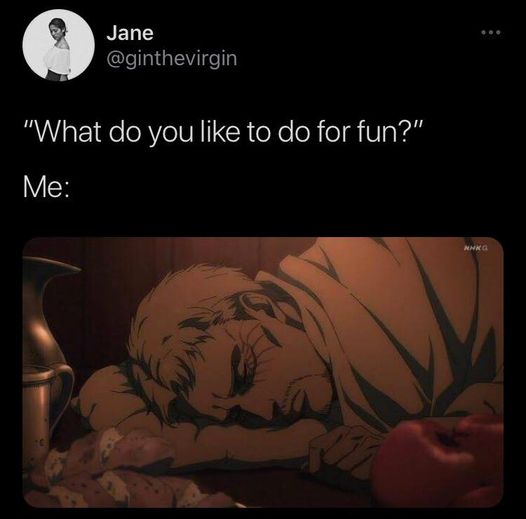 Jane
@ginthevirgin
“What do you like to do for fun?”
Me:
NHK G